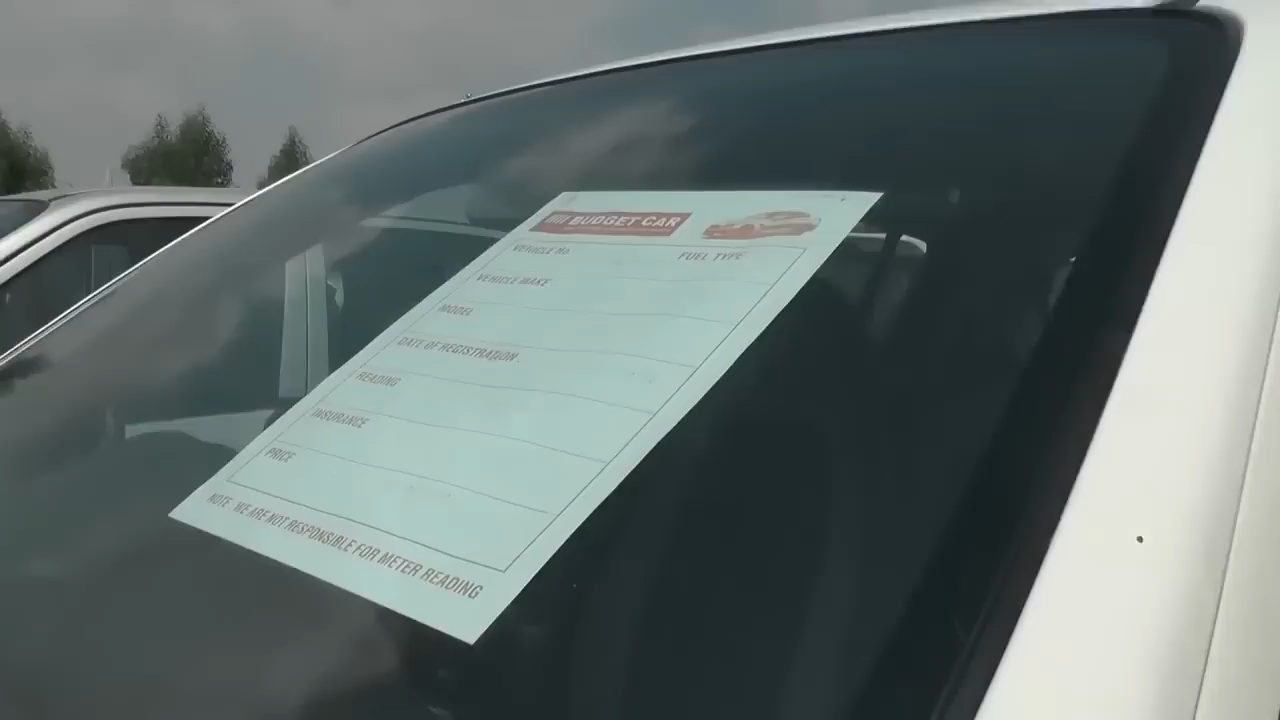 BUDGET CAR
VEHICLE No. FUEL TYPE
VEHICLE MAKE
MODEL
DATE OF REGISTRATION
READING
INSURANCE
PRICE
NOTE : WE ARE NOT RESPONSIBLE FOR METER READING